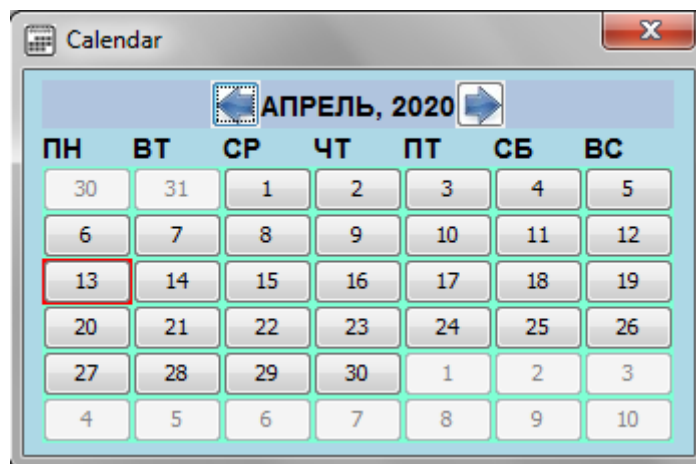 Calendar
АПРЕЛЬ, 2020
ПН ВТ СР ЧТ ПТ СБ ВС
30 31 1 2 3 4 5
6 7 8 9 10 11 12
13 14 15 16 17 18 19
20 21 22 23 24 25 26
27 28 29 30 1 2 3
4 5 6 7 8 9 10